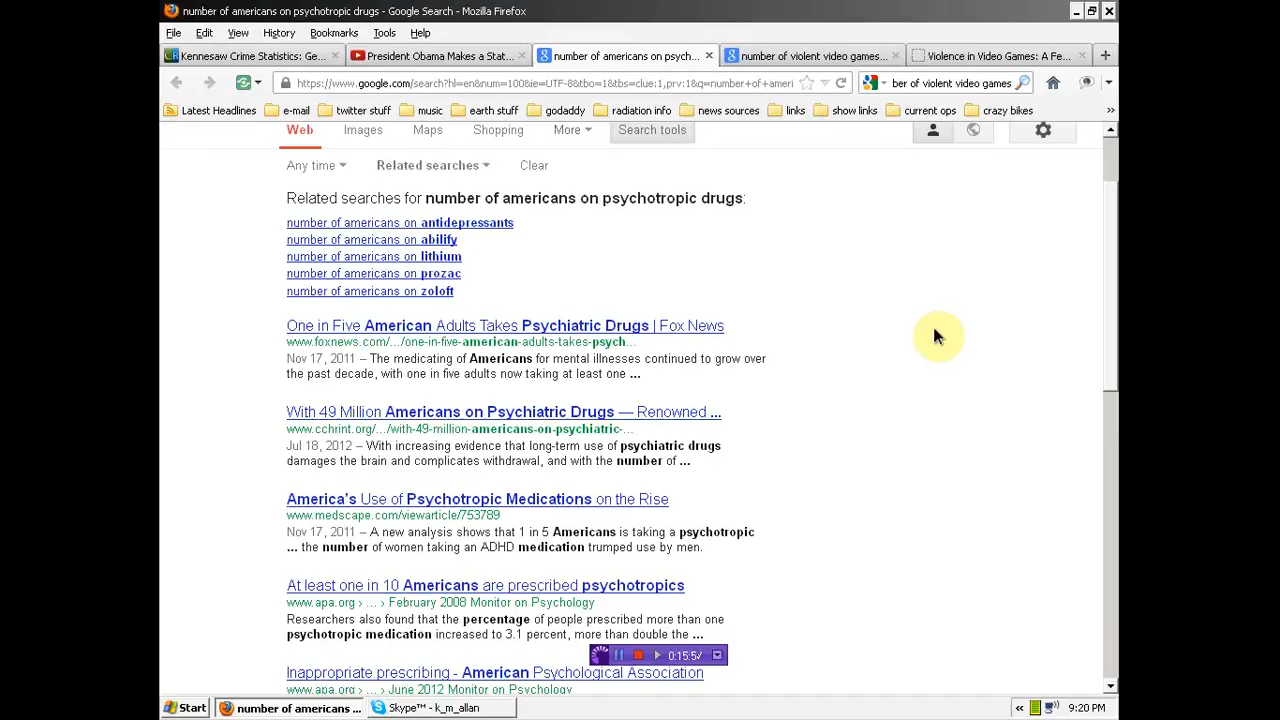 number of americans on psychotropic drugs - Google Search - Mozilla Firefox
File Edit View History Bookmarks Tools Help
Kennesaw Crime Statistics: Ge... President Obama Makes a Stat... number of americans on psych... number of violent video games... Violence in Video Games: A Fe...
https://www.google.com/search?hl=en&num=100&ie=UTF-8&tbo=1&tbs=clue:1,prv:1&q=number+of+ameri ber of violent video games
Latest Headlines e-mail twitter stuff music earth stuff godaddy radiation info news sources links show links current ops crazy bikes »
Web Images Maps Shopping More Search tools
Any time Related searches Clear
Related searches for number of americans on psychotropic drugs:
number of americans on antidepressants
number of americans on abilify
number of americans on lithium
number of americans on prozac
number of americans on zoloft
One in Five American Adults Takes Psychiatric Drugs | Fox News
www.foxnews.com/.../one-in-five-american-adults-takes-psych...
Nov 17, 2011 – The medicating of Americans for mental illnesses continued to grow over
the past decade, with one in five adults now taking at least one ...
With 49 Million Americans on Psychiatric Drugs — Renowned ...
www.cchrint.org/.../with-49-million-americans-on-psychiatric-...
Jul 18, 2012 – With increasing evidence that long-term use of psychiatric drugs
damages the brain and complicates withdrawal, and with the number of ...
America's Use of Psychotropic Medications on the Rise
www.medscape.com/viewarticle/753789
Nov 17, 2011 – A new analysis shows that 1 in 5 Americans is taking a psychotropic
... the number of women taking an ADHD medication trumped use by men.
At least one in 10 Americans are prescribed psychotropics
www.apa.org › ... › February 2008 Monitor on Psychology
Researchers also found that the percentage of people prescribed more than one
psychotropic medication increased to 3.1 percent, more than double the ...
0:15:57
Inappropriate prescribing - American Psychological Association
www.apa.org › ... › June 2012 Monitor on Psychology
Start number of americans ... Skype™ - k_m_allan « 9:20 PM